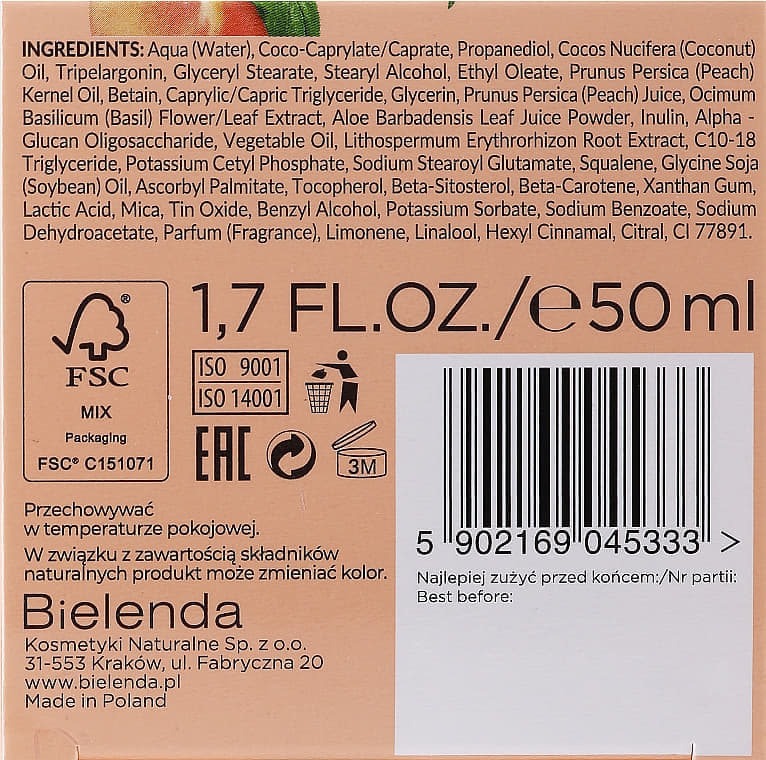 INGREDIENTS: Aqua (Water), Coco-Caprylate/Caprate, Propanediol, Cocos Nucifera (Coconut)
Oil, Tripelargonin, Glyceryl Stearate, Stearyl Alcohol, Ethyl Oleate, Prunus Persica (Peach)
Kernel Oil, Betain, Caprylic/Capric Triglyceride, Glycerin, Prunus Persica (Peach) Juice, Ocimum
Basilicum (Basil) Flower/Leaf Extract, Aloe Barbadensis Leaf Juice Powder, Inulin, Alpha -
Glucan Oligosaccharide, Vegetable Oil, Lithospermum Erythrorhizon Root Extract, C10-18
Triglyceride, Potassium Cetyl Phosphate, Sodium Stearoyl Glutamate, Squalene, Glycine Soja
(Soybean) Oil, Ascorbyl Palmitate, Tocopherol, Beta-Sitosterol, Beta-Carotene, Xanthan Gum,
Lactic Acid, Mica, Tin Oxide, Benzyl Alcohol, Potassium Sorbate, Sodium Benzoate, Sodium
Dehydroacetate, Parfum (Fragrance), Limonene, Linalool, Hexyl Cinnamal, Citral, CI 77891.
1,7 FL.OZ./℮50ml
®
FSC
MIX
Packaging
FSC® C151071
ISO 9001
ISO 14001
EAC
3M
Przechowywać
w temperaturze pokojowej.
W związku z zawartością składników
naturalnych produkt może zmieniać kolor.
Bielenda
Kosmetyki Naturalne Sp. z o.o.
31-553 Kraków, ul. Fabryczna 20
www.bielenda.pl
Made in Poland
5 902169 045333 >
Najlepiej zużyć przed końcem:/Nr partii:
Best before: